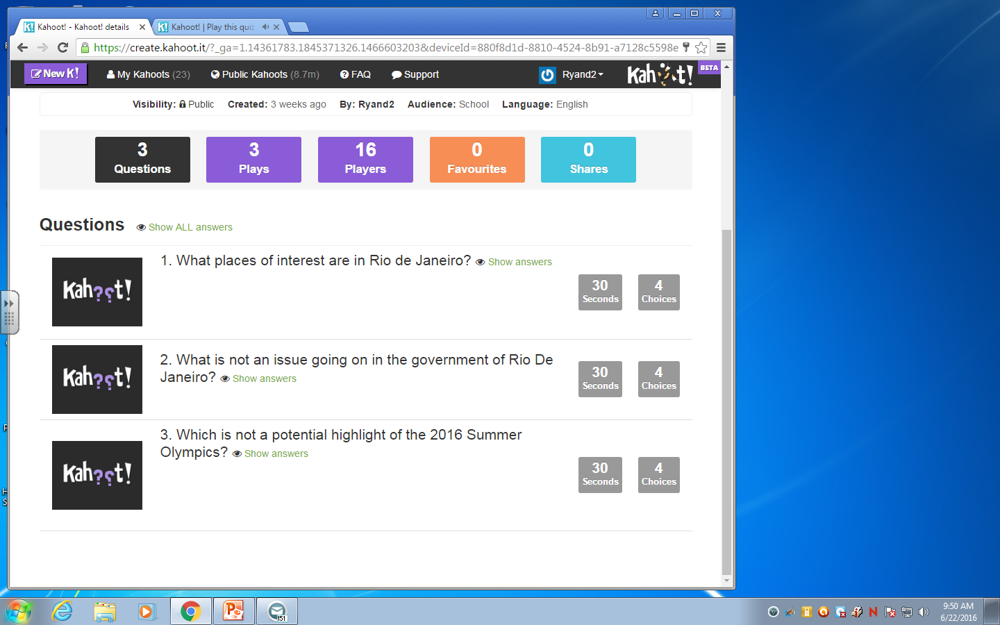 Kahoot! - Kahoot! details
Kahoot! | Play this quiz
https://create.kahoot.it/?_ga=1.14361783.1845371326.1466603203&deviceId=880f8d1d-8810-4524-8b91-a7128c5598e
New K!
My Kahoots (23)
Public Kahoots (8.7m)
FAQ
Support
Ryand2
Kahoot!
BETA
Visibility: Public Created: 3 weeks ago By: Ryand2 Audience: School Language: English
3
Questions
3
Plays
16
Players
0
Favourites
0
Shares
Questions Show ALL answers
Kah??t!
1. What places of interest are in Rio de Janeiro? Show answers
30
Seconds
4
Choices
Kah??t!
2. What is not an issue going on in the government of Rio De
Janeiro? Show answers
30
Seconds
4
Choices
Kah??t!
3. Which is not a potential highlight of the 2016 Summer
Olympics? Show answers
30
Seconds
4
Choices
151
9:50 AM
6/22/2016